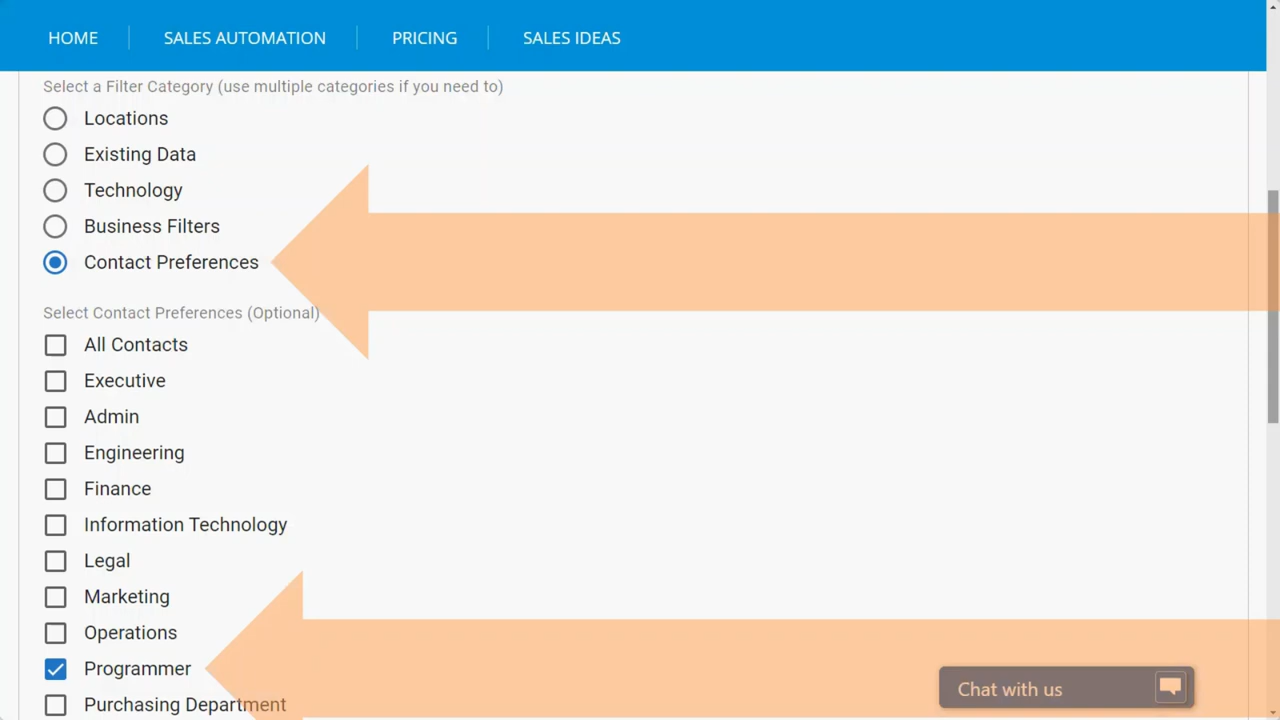 HOME SALES AUTOMATION PRICING SALES IDEAS
Select a Filter Category (use multiple categories if you need to)
Locations
Existing Data
Technology
Business Filters
Contact Preferences
Select Contact Preferences (Optional)
All Contacts
Executive
Admin
Engineering
Finance
Information Technology
Legal
Marketing
Operations
Programmer
Chat with us
Purchasing Department